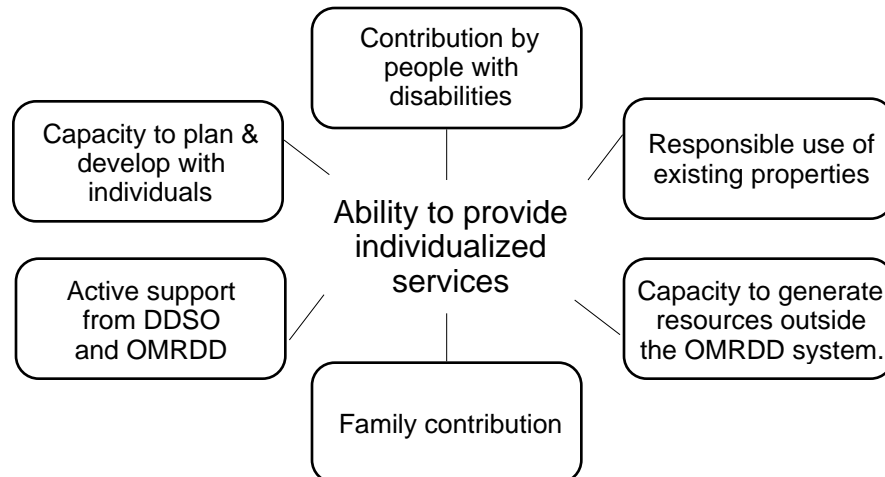 Contribution by
people with
disabilities
Capacity to plan &
develop with
individuals
Responsible use of
existing properties
Ability to provide
individualized
services
Active support
from DDSO
and OMRDD
Capacity to generate
resources outside
the OMRDD system.
Family contribution